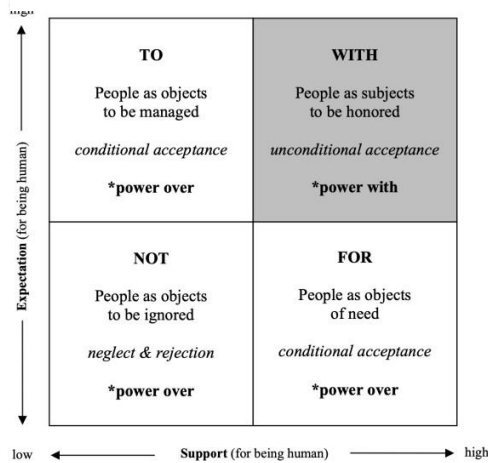 high
TO
People as objects
to be managed
conditional acceptance
*power over
WITH
People as subjects
to be honored
unconditional acceptance
*power with
Expectation (for being human)
NOT
People as objects
to be ignored
neglect & rejection
*power over
FOR
People as objects
of need
conditional acceptance
*power over
low
Support (for being human)
high